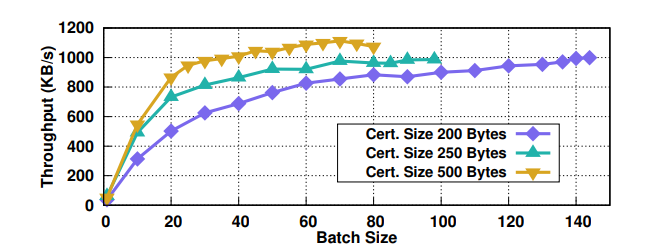 Throughput (KB/s)
1200
1000
800
600
400
200
0
Cert. Size 200 Bytes
Cert. Size 250 Bytes
Cert. Size 500 Bytes
0 20 40 60 80 100 120 140
Batch Size